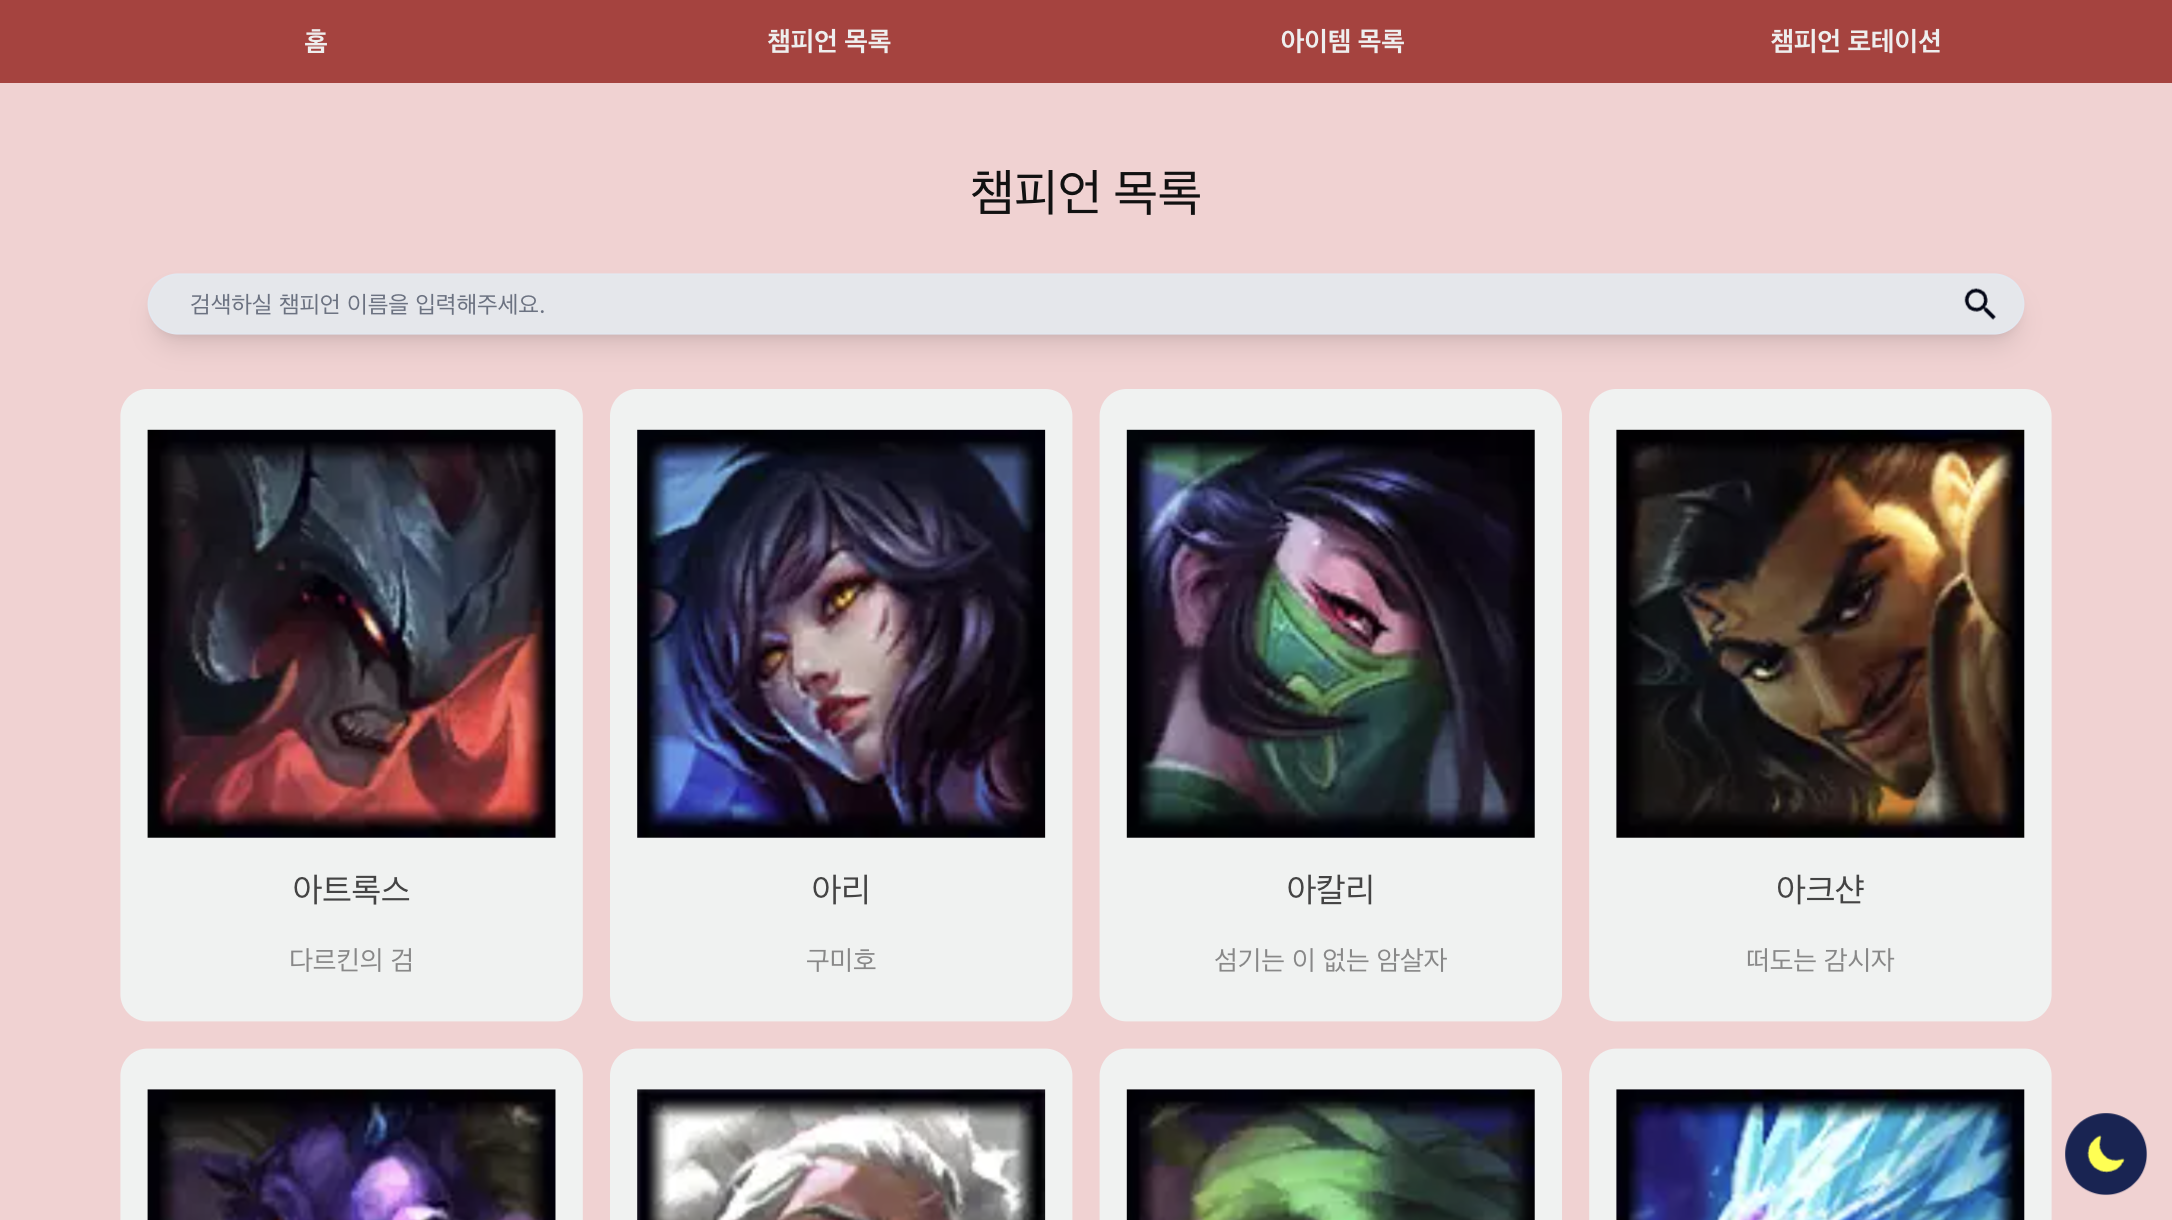 홈
챔피언 목록
아이템 목록
챔피언 로테이션
챔피언 목록
검색하실 챔피언 이름을 입력해주세요.
아트록스
다르킨의 검
아리
구미호
아칼리
섬기는 이 없는 암살자
아크샨
떠도는 감시자